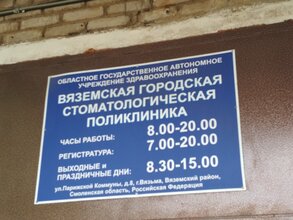 ОБЛАСТНОЕ ГОСУДАРСТВЕННОЕ АВТОНОМНОЕ
УЧРЕЖДЕНИЕ ЗДРАВООХРАНЕНИЯ
ВЯЗЕМСКАЯ ГОРОДСКАЯ
СТОМАТОЛОГИЧЕСКАЯ
ПОЛИКЛИНИКА
ЧАСЫ РАБОТЫ: 8.00-20.00
РЕГИСТРАТУРА: 7.00-20.00
ВЫХОДНЫЕ и
ПРАЗДНИЧНЫЕ ДНИ: 8.30-15.00
ул.Парижской Коммуны, д.8, г.Вязьма, Вяземский район,
Смоленская область, Российская Федерация